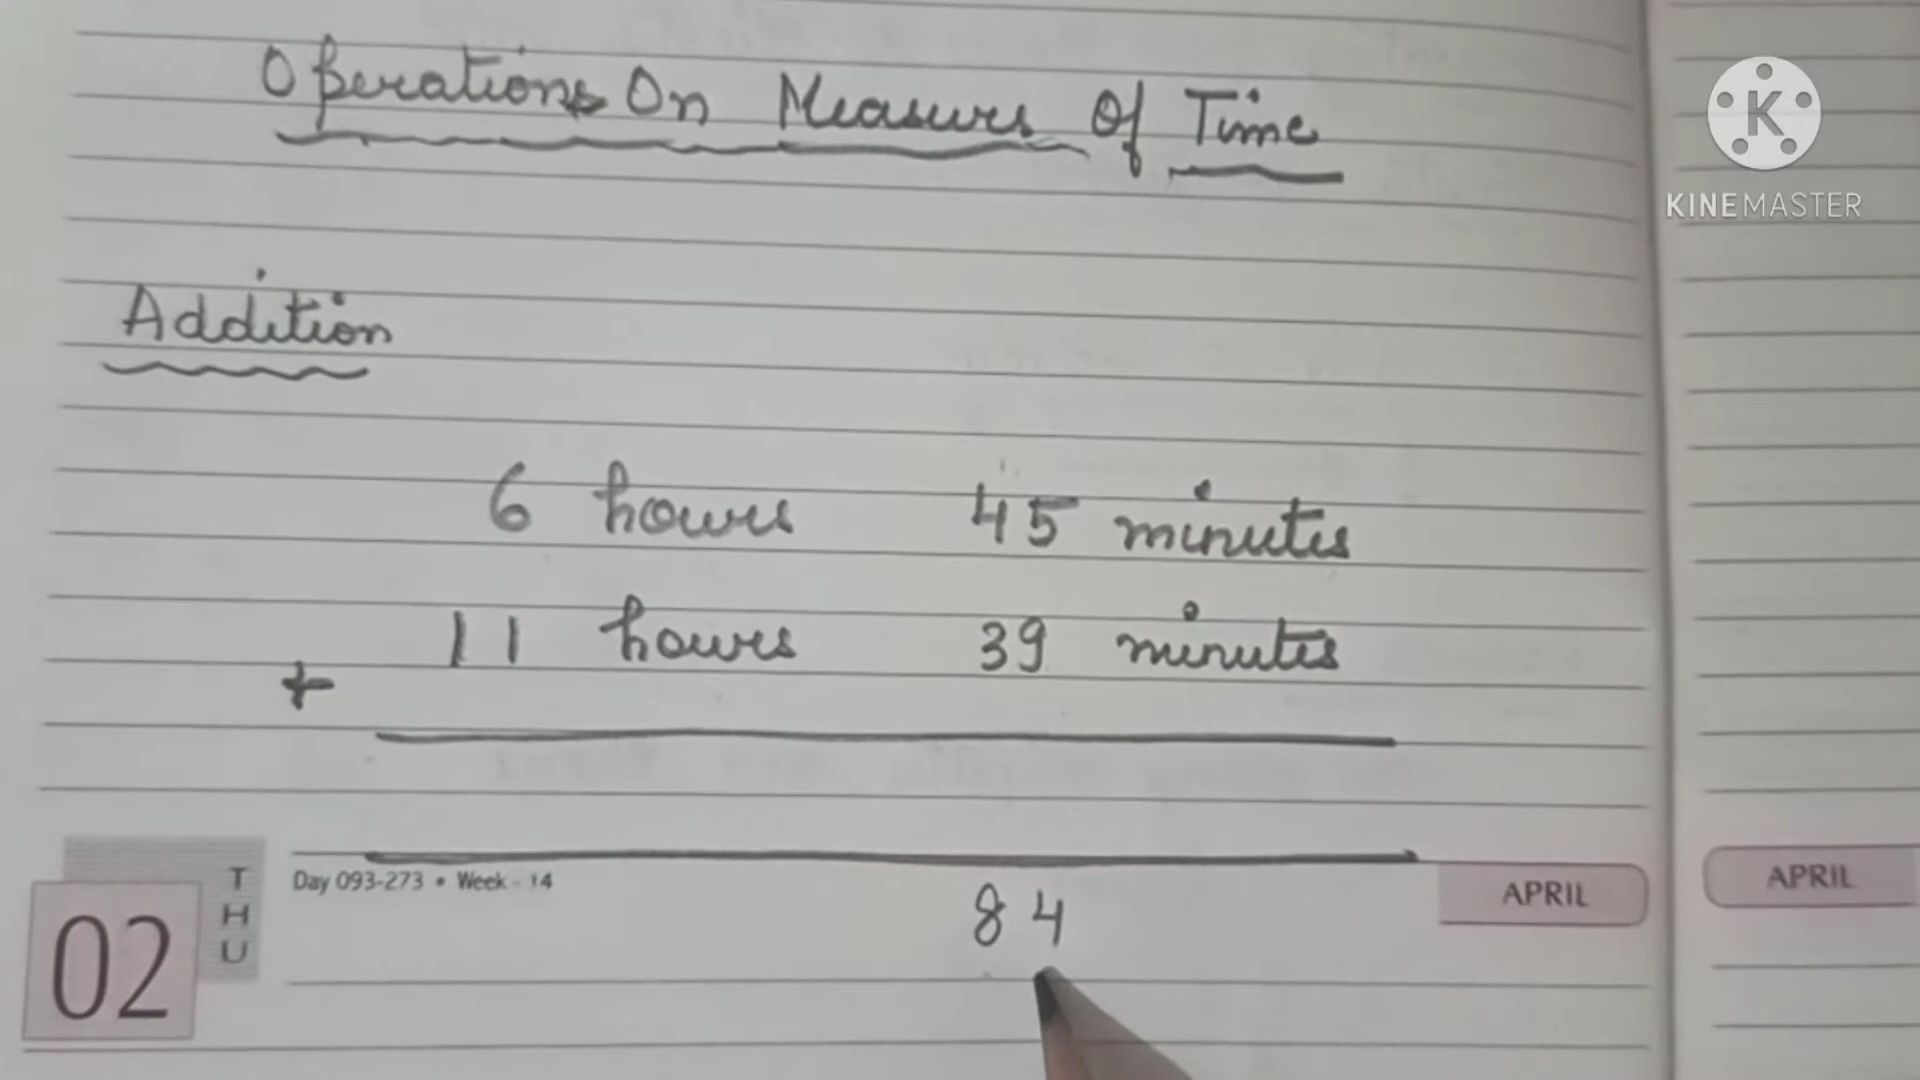 Operations On Measures Of Time
K
KINEMASTER
Addition
6 hours 45 minutes
11 hours 39 minutes
+
THU
Day 093-273 • Week - 14
APRIL
APRIL
84
02